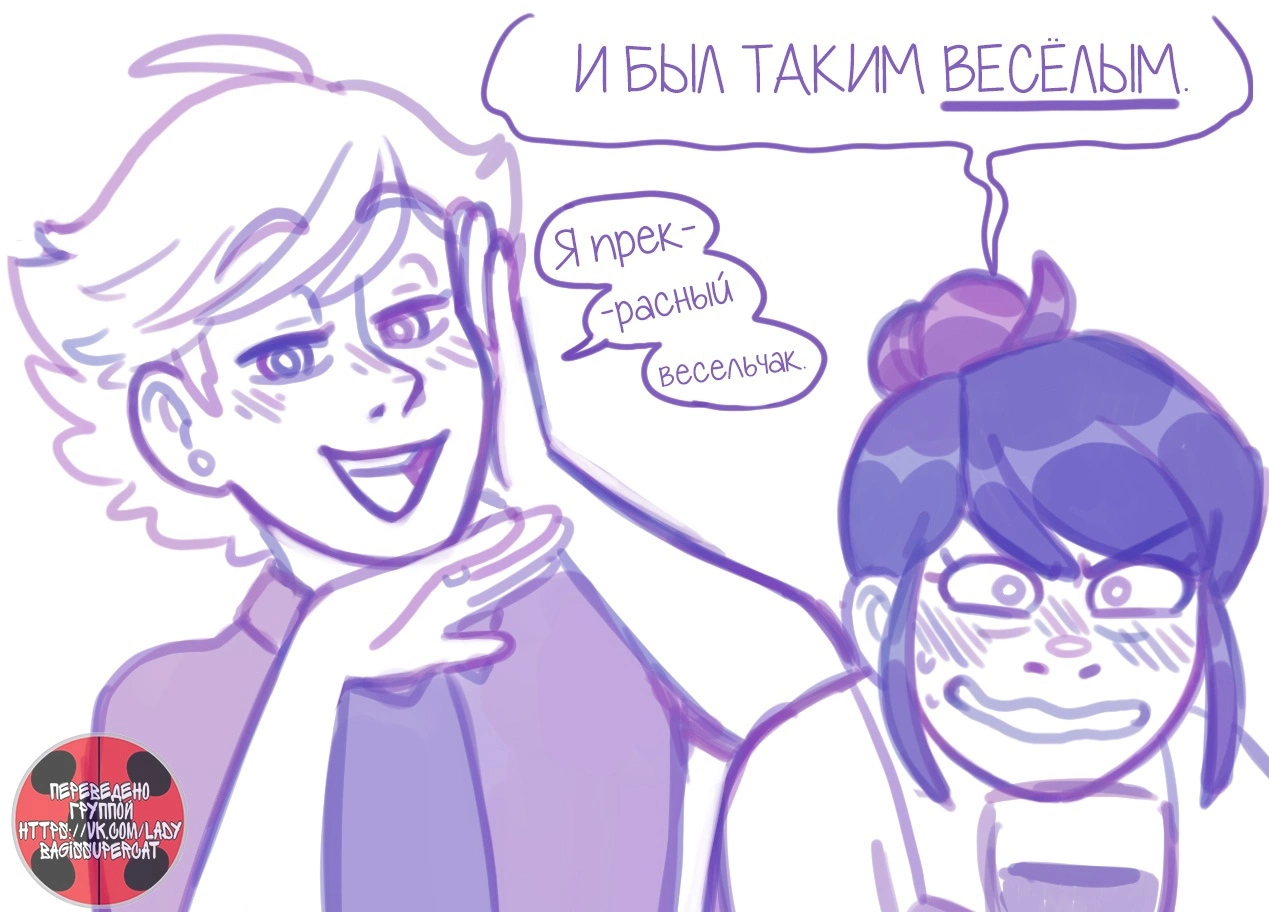 И БЫЛ ТАКИМ ВЕСЁЛЫМ.
Я прек-
-расный
весельчак.
ПЕРЕВЕДЕНО
ГРУППОЙ
HTTPS://VK.COM/LADY
BAGISSUPERCAT